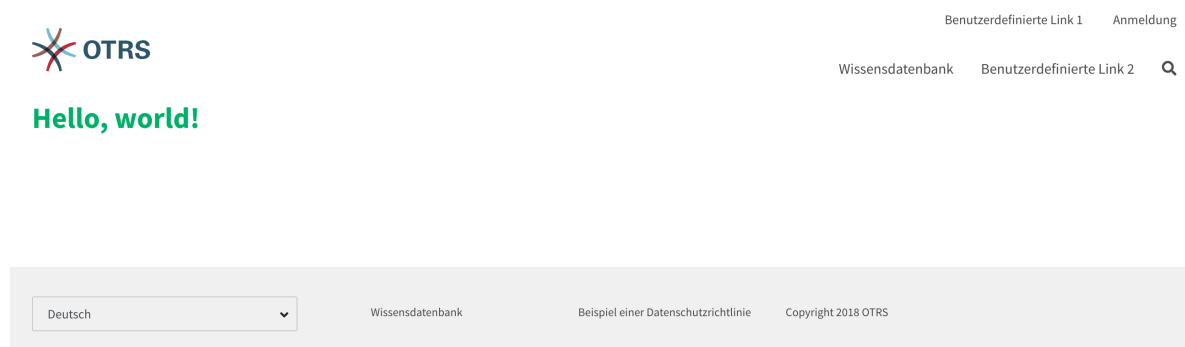 Benutzerdefinierte Link 1 Anmeldung
OTRS
Wissensdatenbank Benutzerdefinierte Link 2
Hello, world!
Deutsch Wissensdatenbank Beispiel einer Datenschutzrichtlinie Copyright 2018 OTRS